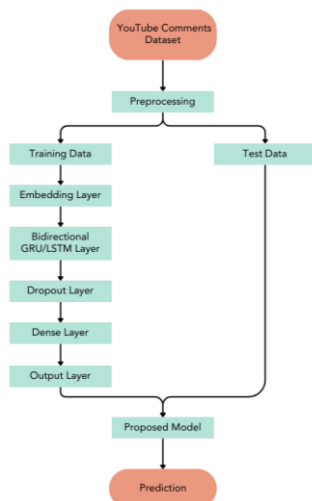 YouTube Comments
Dataset
Preprocessing
Training Data
Test Data
Embedding Layer
Bidirectional
GRU/LSTM Layer
Dropout Layer
Dense Layer
Output Layer
Proposed Model
Prediction